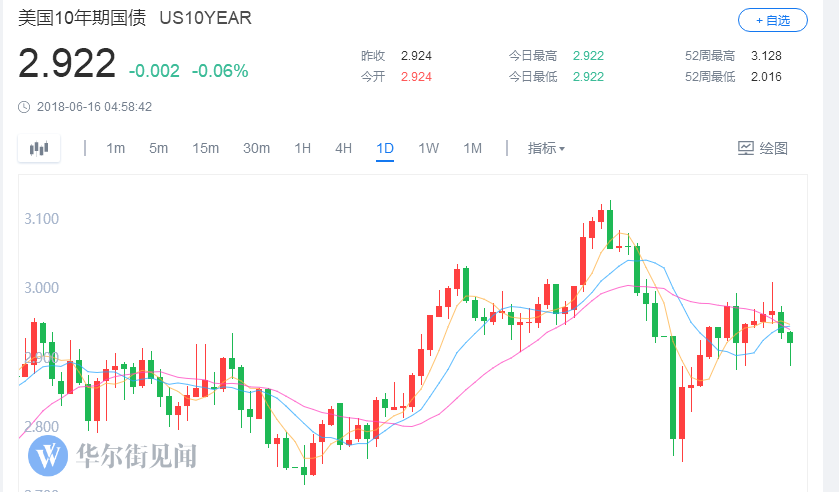 美国10年期国债 US10YEAR
+ 自选
2.922 -0.002 -0.06%
昨收 2.924 今日最高 2.922 52周最高 3.128
今开 2.924 今日最低 2.922 52周最低 2.016
2018-06-16 04:58:42
1m 5m 15m 30m 1H 4H 1D 1W 1M 指标 绘图
3.100
3.000
2.900
2.800
华尔街见闻